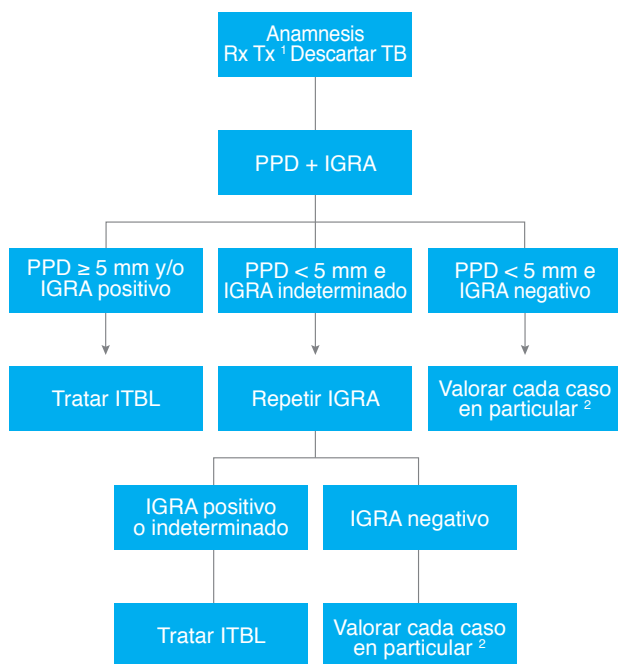 Anamnesis
Rx Tx ¹ Descartar TB
PPD + IGRA
PPD ≥ 5 mm y/o
IGRA positivo
PPD < 5 mm e
IGRA indeterminado
PPD < 5 mm e
IGRA negativo
Tratar ITBL
Repetir IGRA
Valorar cada caso
en particular ²
IGRA positivo
o indeterminado
IGRA negativo
Tratar ITBL
Valorar cada caso
en particular ²